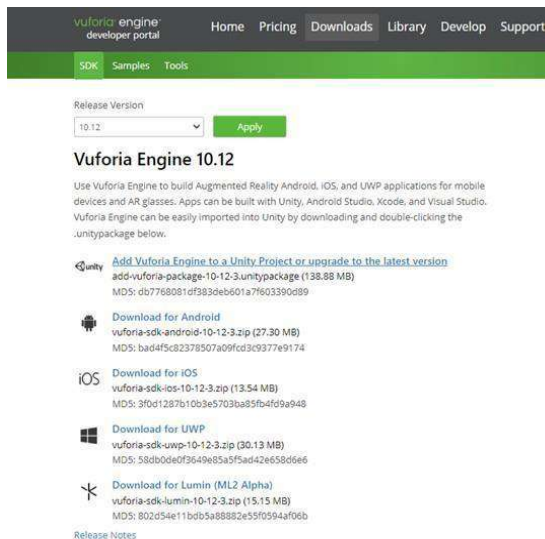 vuforia engine
developer portal
Home Pricing Downloads Library Develop Support
SDK Samples Tools
Release Version
10.12
Apply
Vuforia Engine 10.12
Use Vuforia Engine to build Augmented Reality Android, iOS, and UWP applications for mobile
devices and AR glasses. Apps can be built with Unity, Android Studio, Xcode, and Visual Studio.
Vuforia Engine can be easily imported into Unity by downloading and double-clicking the
.unitypackage below.
unity
Add Vuforia Engine to a Unity Project or upgrade to the latest version
add-vuforia-package-10-12-3.unitypackage (138.88 MB)
MD5: db7768081df383deb601a7f603390d89
Download for Android
vuforia-sdk-android-10-12-3.zip (27.30 MB)
MD5: bad4f5c82378507a09fcd3c9377e9174
iOS
Download for iOS
vuforia-sdk-ios-10-12-3.zip (13.54 MB)
MD5: 3f0d1287b10b3e5703ba85fb4fd9a948
Download for UWP
vuforia-sdk-uwp-10-12-3.zip (30.13 MB)
MD5: 58db0de0f3649e85a5f5ad42e658d6e6
Download for Lumin (ML2 Alpha)
vuforia-sdk-lumin-10-12-3.zip (15.15 MB)
MD5: 802d54e11bdb5a88882e55f0594af06b
Release Notes